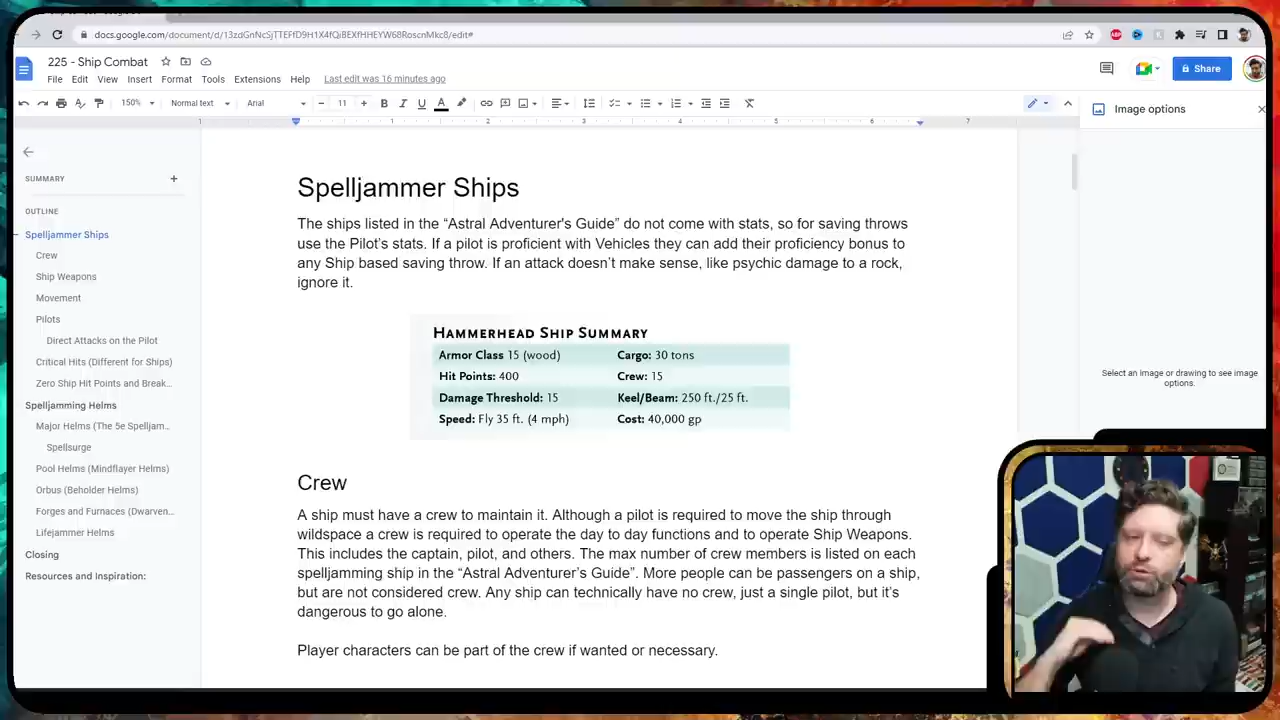 docs.google.com/document/d/13zdGnNcSjTTEFfD9H1X4fQiBEXfHHEYW68RoscnMkc8/edit#
225 - Ship Combat
File Edit View Insert Format Tools Extensions Help Last edit was 16 minutes ago
Share
150% Normal text Arial 11
Image options
1 1 2 3 4 5 6 7
SUMMARY
OUTLINE
Spelljammer Ships
Crew
Ship Weapons
Movement
Pilots
Direct Attacks on the Pilot
Critical Hits (Different for Ships)
Zero Ship Hit Points and Break...
Spelljamming Helms
Major Helms (The 5e Spelljam...
Spellsurge
Pool Helms (Mindflayer Helms)
Orbus (Beholder Helms)
Forges and Furnaces (Dwarven...
Lifejammer Helms
Closing
Resources and Inspiration:
Spelljammer Ships
The ships listed in the “Astral Adventurer's Guide” do not come with stats, so for saving throws
use the Pilot’s stats. If a pilot is proficient with Vehicles they can add their proficiency bonus to
any Ship based saving throw. If an attack doesn’t make sense, like psychic damage to a rock,
ignore it.
HAMMERHEAD SHIP SUMMARY
Armor Class 15 (wood) Cargo: 30 tons
Hit Points: 400 Crew: 15
Damage Threshold: 15 Keel/Beam: 250 ft./25 ft.
Speed: Fly 35 ft. (4 mph) Cost: 40,000 gp
Crew
A ship must have a crew to maintain it. Although a pilot is required to move the ship through
wildspace a crew is required to operate the day to day functions and to operate Ship Weapons.
This includes the captain, pilot, and others. The max number of crew members is listed on each
spelljamming ship in the “Astral Adventurer’s Guide”. More people can be passengers on a ship,
but are not considered crew. Any ship can technically have no crew, just a single pilot, but it’s
dangerous to go alone.
Player characters can be part of the crew if wanted or necessary.
Select an image or drawing to see image
options.